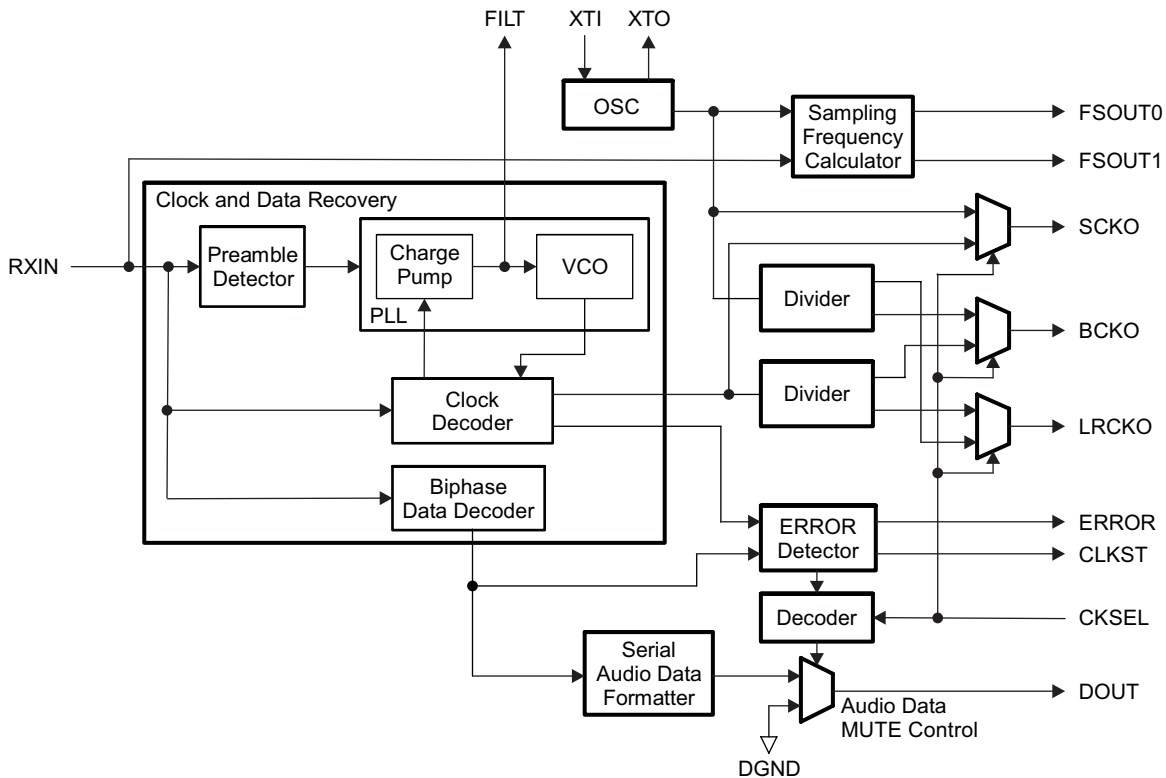 FILT XTI XTO
OSC
Sampling
Frequency
Calculator
FSOUT0
FSOUT1
Clock and Data Recovery
RXIN
Preamble
Detector
Charge
Pump
VCO
PLL
SCKO
Divider
BCKO
Clock
Decoder
Divider
LRCKO
Biphase
Data Decoder
ERROR
Detector
ERROR
CLKST
Decoder
CKSEL
Serial
Audio Data
Formatter
DOUT
Audio Data
MUTE Control
DGND